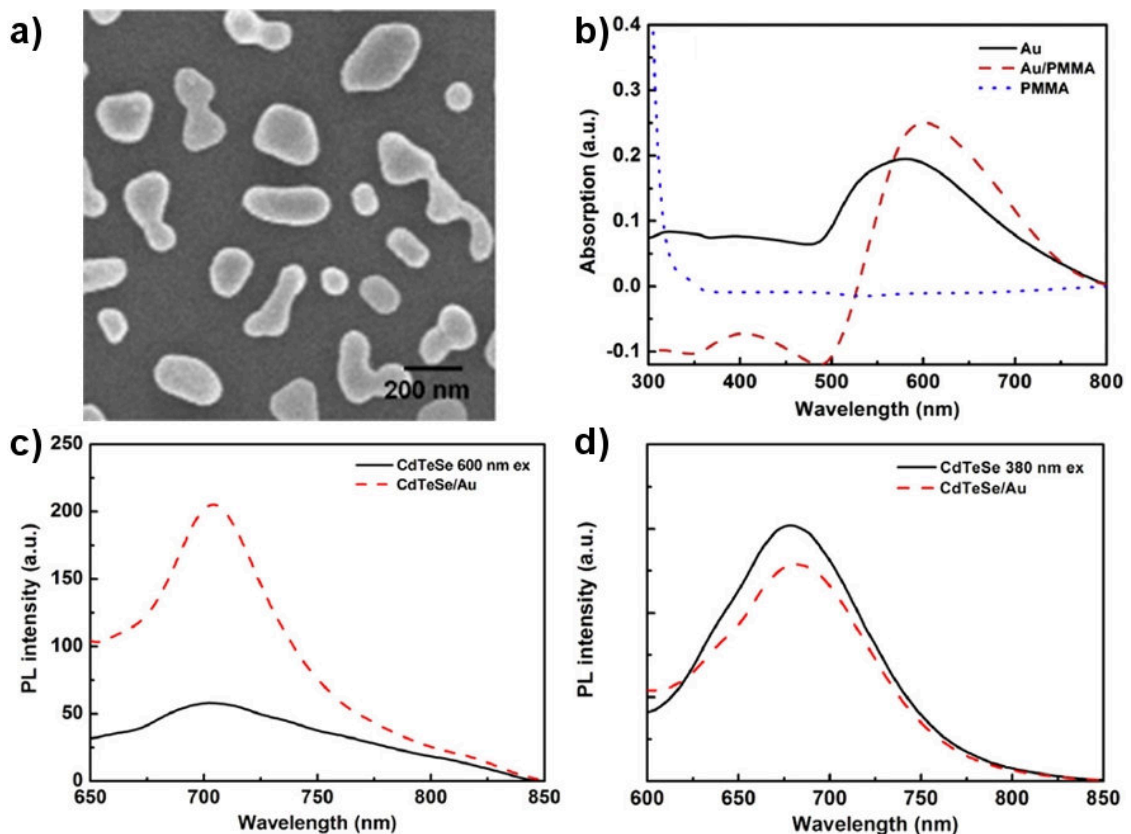 a)
200 nm
b)
Absorption (a.u.)
0.4
0.3
0.2
0.1
0.0
-0.1
Au
Au/PMMA
PMMA
300 400 500 600 700 800
Wavelength (nm)
c)
PL intensity (a.u.)
250
200
150
100
50
0
CdTeSe 600 nm ex
CdTeSe/Au
650 700 750 800 850
Wavelength (nm)
d)
PL intensity (a.u.)
CdTeSe 380 nm ex
CdTeSe/Au
600 650 700 750 800 850
Wavelength (nm)